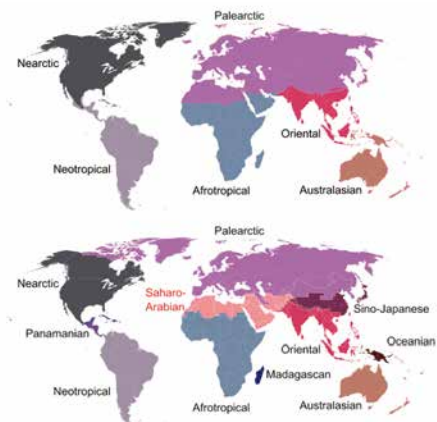 Palearctic
Nearctic
Oriental
Neotropical
Afrotropical
Australasian
Palearctic
Nearctic
Saharo-
Arabian
Sino-Japanese
Panamanian
Oriental
Oceanian
Madagascan
Neotropical
Afrotropical
Australasian